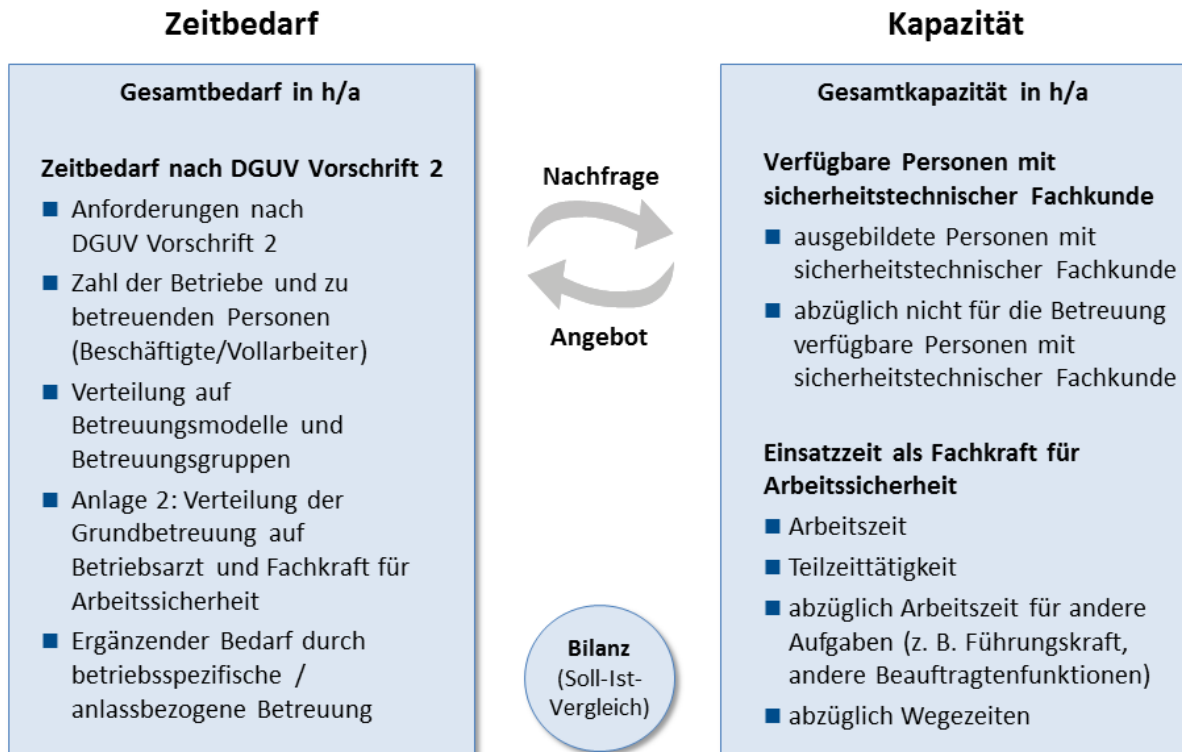 Zeitbedarf
Gesamtbedarf in h/a
Zeitbedarf nach DGUV Vorschrift 2
Anforderungen nach
DGUV Vorschrift 2
Zahl der Betriebe und zu
betreuenden Personen
(Beschäftigte/Vollarbeiter)
Verteilung auf
Betreuungsmodelle und
Betreuungsgruppen
Anlage 2: Verteilung der
Grundbetreuung auf
Betriebsarzt und Fachkraft für
Arbeitssicherheit
Ergänzender Bedarf durch
betriebsspezifische /
anlassbezogene Betreuung
Nachfrage
Angebot
Bilanz
(Soll-Ist-
Vergleich)
Kapazität
Gesamtkapazität in h/a
Verfügbare Personen mit
sicherheitstechnischer Fachkunde
ausgebildete Personen mit
sicherheitstechnischer Fachkunde
abzüglich nicht für die Betreuung
verfügbare Personen mit
sicherheitstechnischer Fachkunde
Einsatzzeit als Fachkraft für
Arbeitssicherheit
Arbeitszeit
Teilzeittätigkeit
abzüglich Arbeitszeit für andere
Aufgaben (z. B. Führungskraft,
andere Beauftragtenfunktionen)
abzüglich Wegezeiten